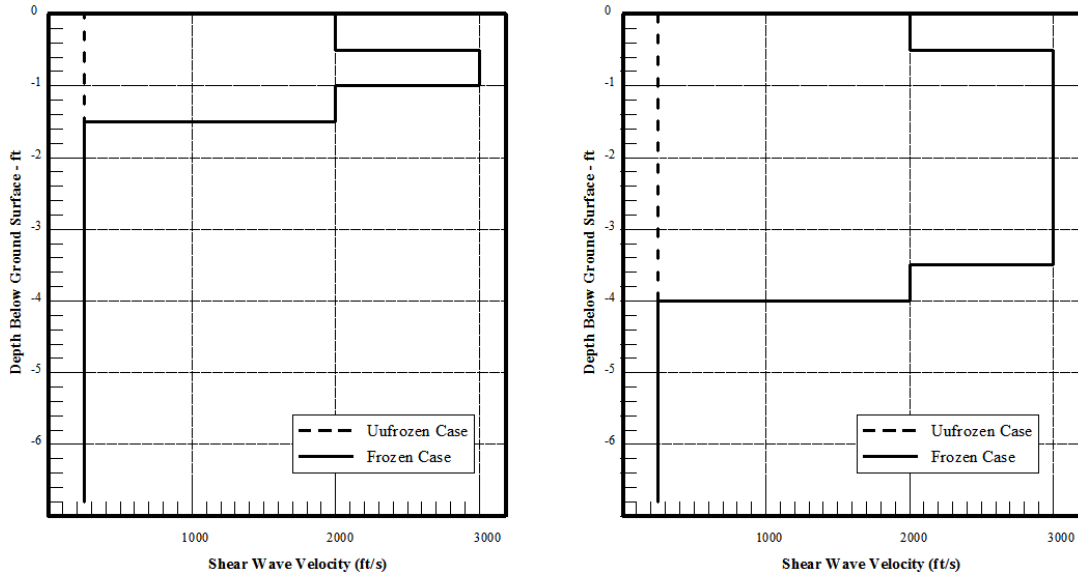 0
-1
-2
-3
-4
-5
-6
Depth Below Ground Surface - ft
1000
2000
3000
Shear Wave Velocity (ft/s)
Uufrozen Case
Frozen Case
0
-1
-2
-3
-4
-5
-6
Depth Below Ground Surface - ft
1000
2000
3000
Shear Wave Velocity (ft/s)
Uufrozen Case
Frozen Case